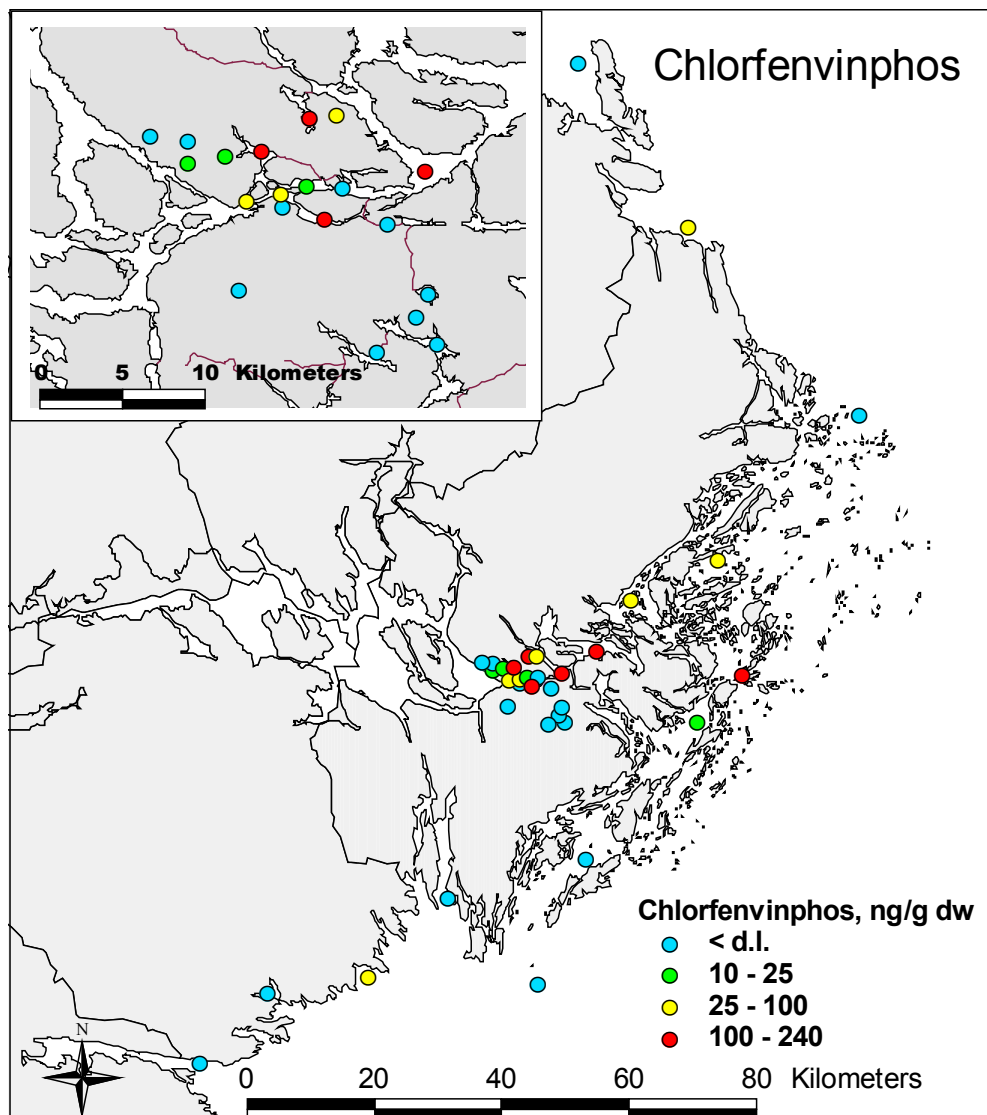 Chlorfenvinphos
0 5 10 Kilometers
Chlorfenvinphos, ng/g dw
< d.l.
10 - 25
25 - 100
100 - 240
N
0 20 40 60 80 Kilometers